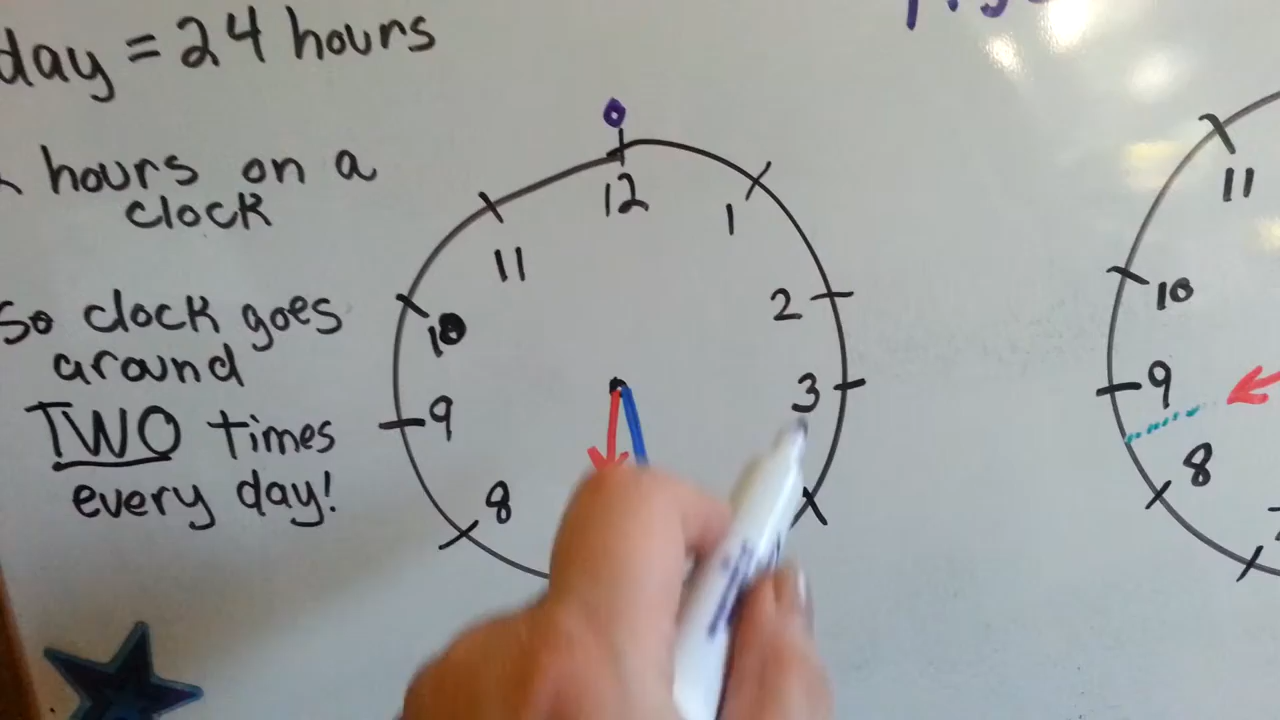 day = 24 hours
hours on a
clock
So clock goes
around
TWO times
every day!
0
12
11
1
10
2
9
3
8
11
10
9
8